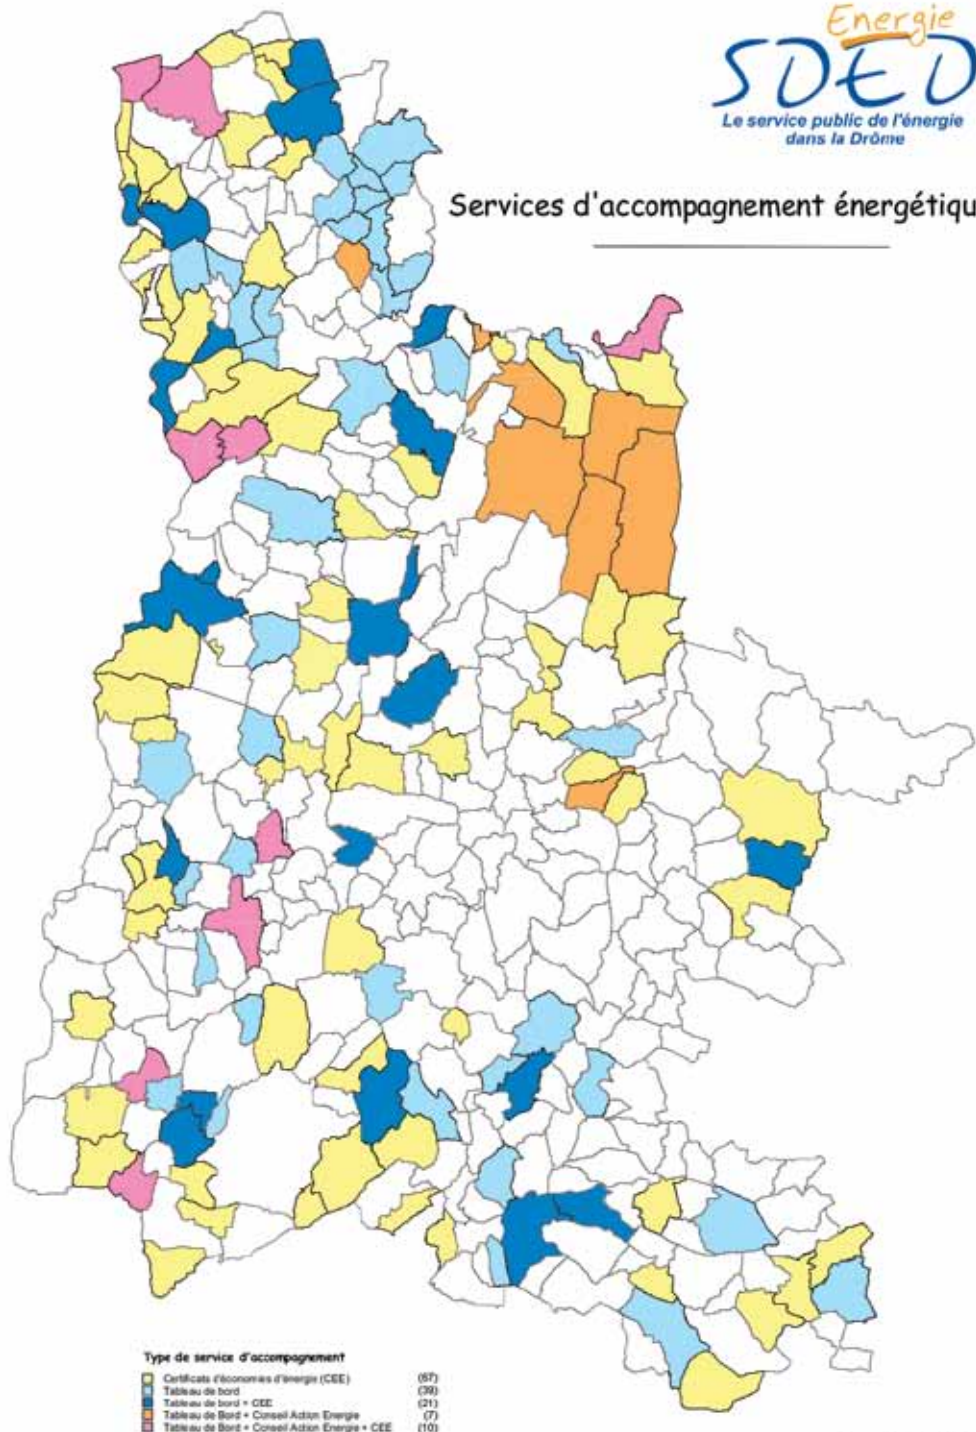 Energie
SDED
Le service public de l'énergie
dans la Drôme
Services d'accompagnement énergétiqu
Type de service d'accompagnement
Certificats d'économies d'énergie (CEE) (67)
Tableau de bord (39)
Tableau de bord + CEE (21)
Tableau de Bord + Conseil Action Energie (7)
Tableau de Bord + Conseil Action Energie + CEE (10)